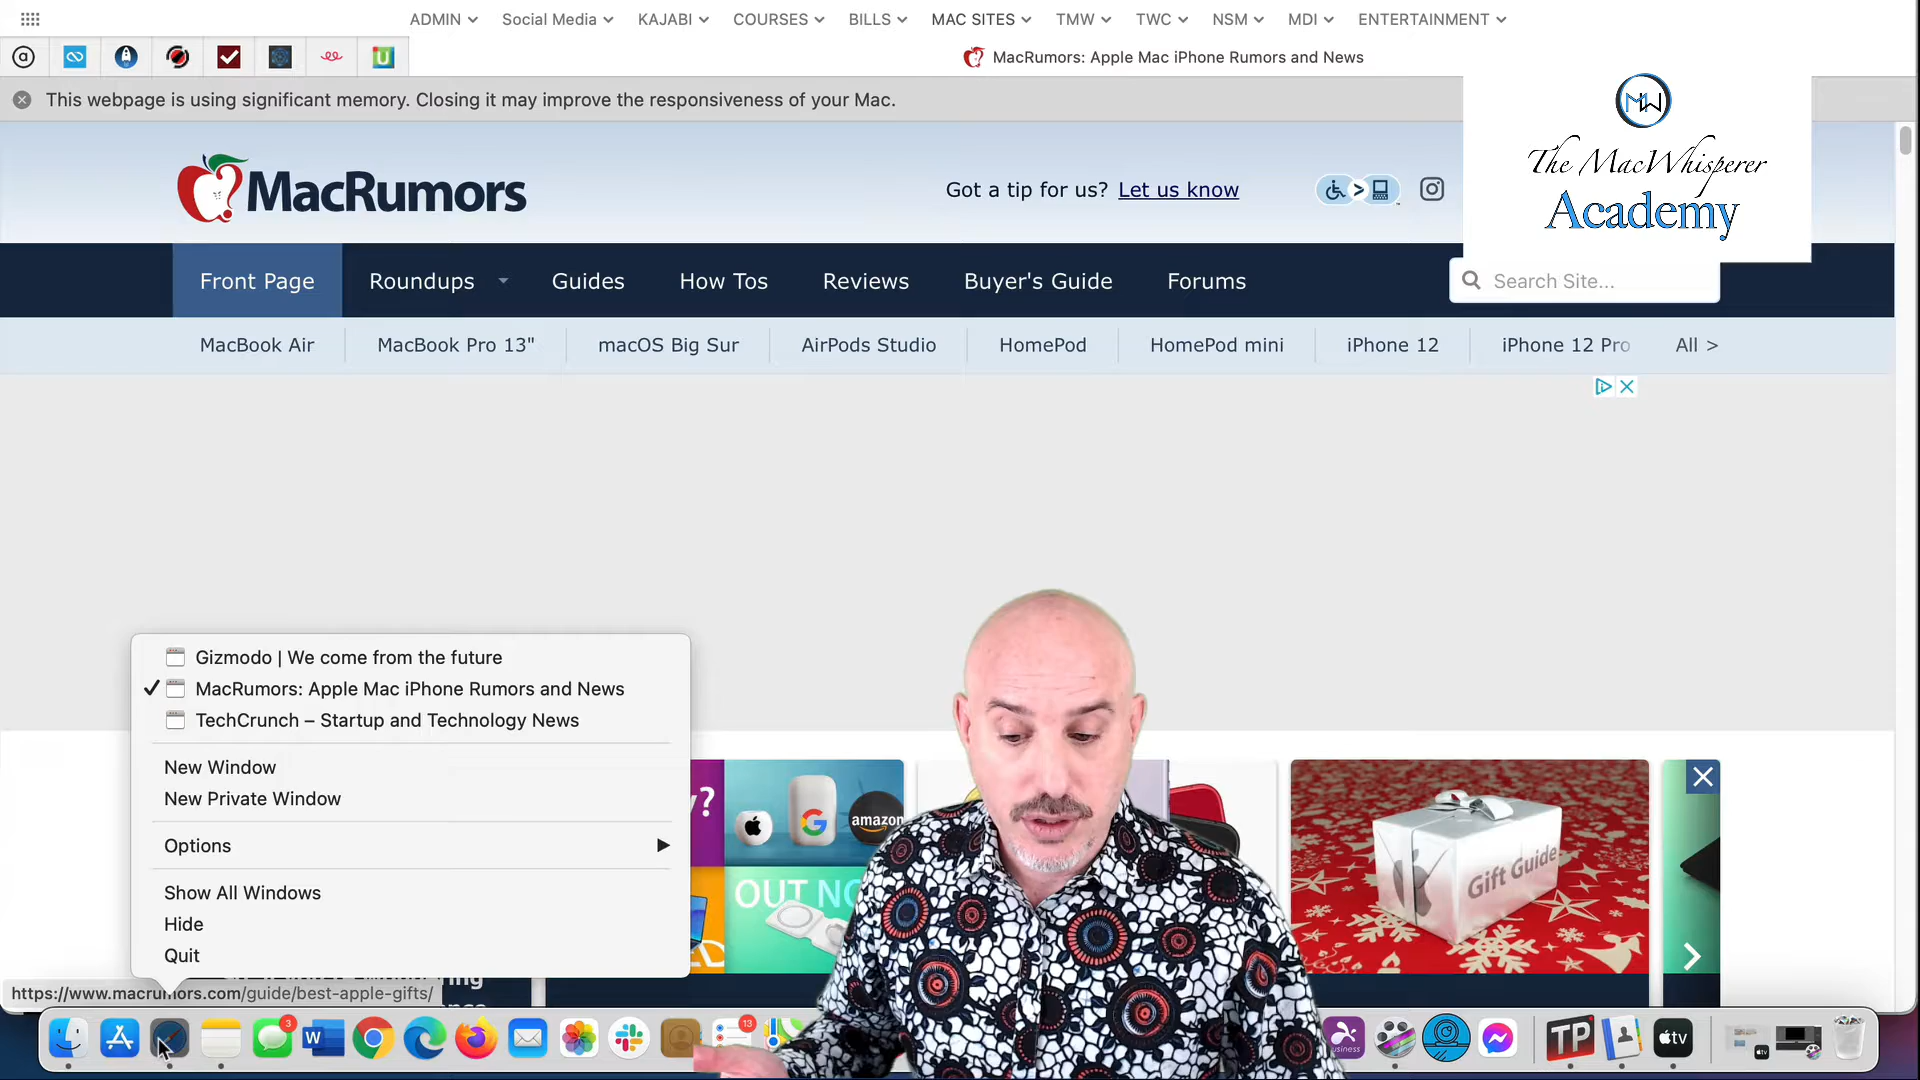 ADMIN Social Media KAJABI COURSES BILLS MAC SITES TMW TWC NSM MDI ENTERTAINMENT
MacRumors: Apple Mac iPhone Rumors and News
This webpage is using significant memory. Closing it may improve the responsiveness of your Mac.
MW
The MacWhisperer
Academy
MacRumors
Got a tip for us? Let us know
Front Page Roundups Guides How Tos Reviews Buyer's Guide Forums Search Site...
MacBook Air MacBook Pro 13" macOS Big Sur AirPods Studio HomePod HomePod mini iPhone 12 iPhone 12 Pro All >
Gizmodo | We come from the future
MacRumors: Apple Mac iPhone Rumors and News
TechCrunch – Startup and Technology News
New Window
New Private Window
Options
Show All Windows
Hide
Quit
y?
amazon
OUT NO
Gift Guide
https://www.macrumors.com/guide/best-apple-gifts/
3
W
13
TP
tv